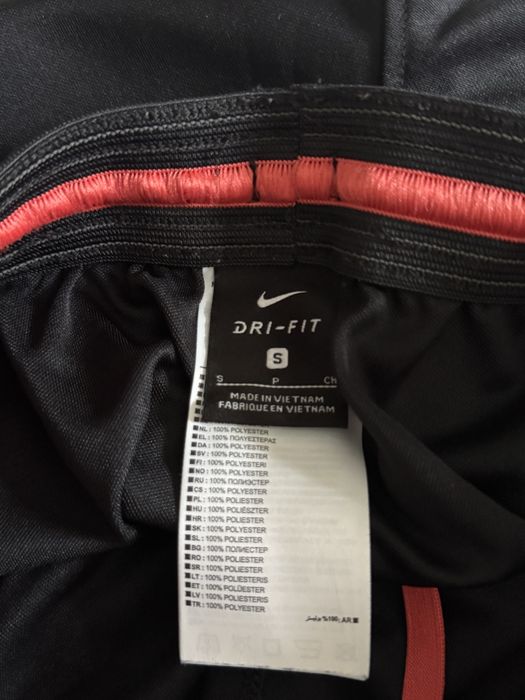 DRI-FIT
S
S P CH
MADE IN VIETNAM
FABRIQUE EN VIETNAM
NL: 100% POLYESTER
EL: 100% ΠΟΛΥΕΣΤΕΡΑΣ
DA: 100% POLYESTER
SV: 100% POLYESTER
FI: 100% POLYESTERI
NO: 100% POLYESTER
RU: 100% ПОЛИЭСТЕР
CS: 100% POLYESTER
PL: 100% POLIESTER
HU: 100% POLIÉSZTER
HR: 100% POLIESTER
SK: 100% POLYESTER
SL: 100% POLIESTER
BG: 100% ПОЛИЕСТЕР
RO: 100% POLIESTER
SR: 100% POLIESTER
LT: 100% POLIESTERIS
ET: 100% POLÜESTER
LV: 100% POLIESTERIS
TR: 100% POLYESTER
AR: 100% بوليستر